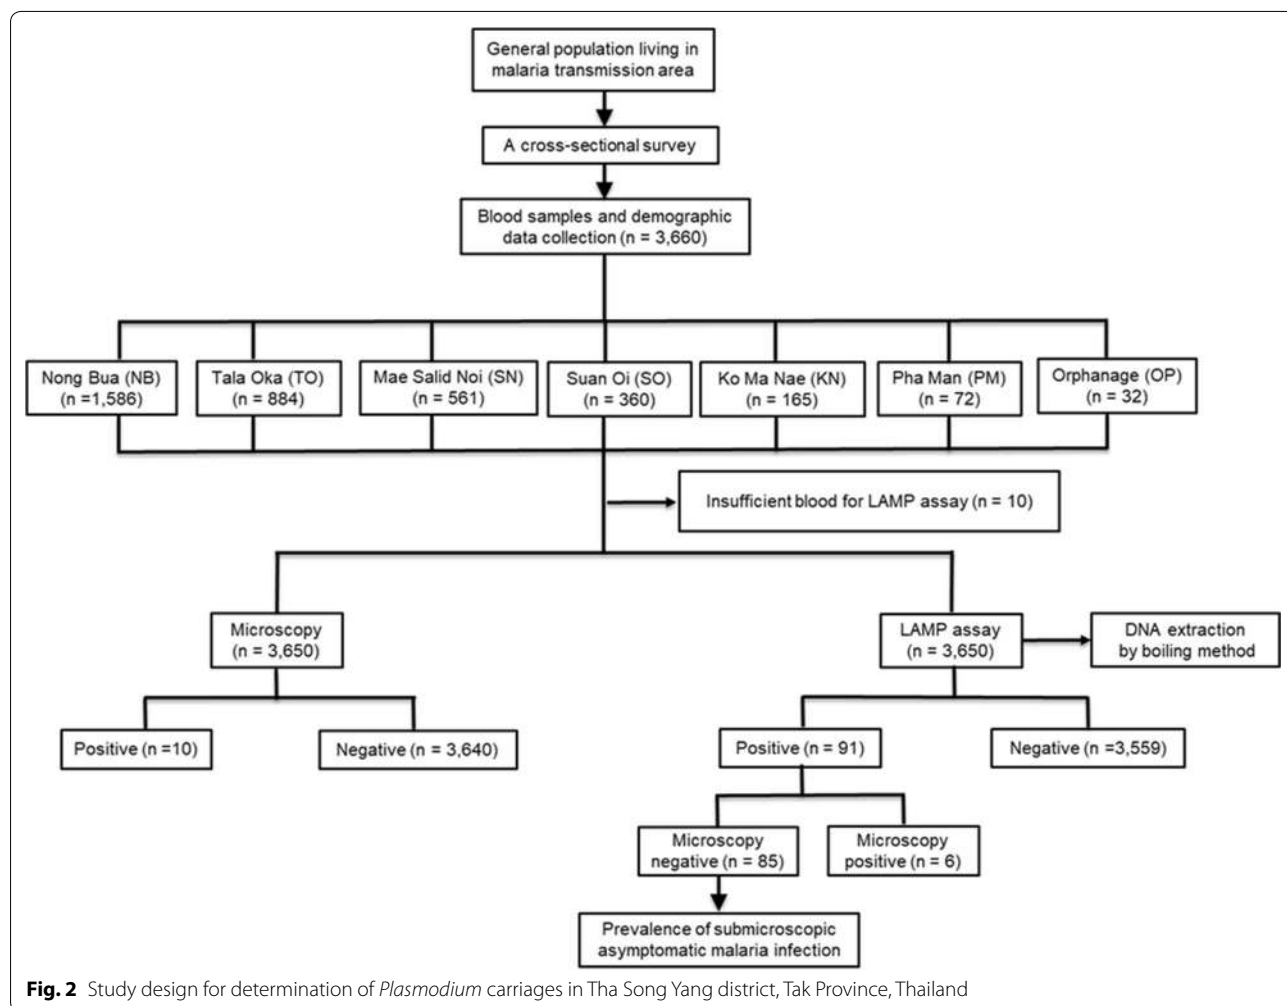 General population living in
malaria transmission area
A cross-sectional survey
Blood samples and demographic
data collection (n = 3,660)
Nong Bua (NB)
(n =1,586)
Tala Oka (TO)
(n = 884)
Mae Salid Noi (SN)
(n = 561)
Suan Oi (SO)
(n = 360)
Ko Ma Nae (KN)
(n = 165)
Pha Man (PM)
(n = 72)
Orphanage (OP)
(n = 32)
Insufficient blood for LAMP assay (n = 10)
Microscopy
(n = 3,650)
LAMP assay
(n = 3,650)
DNA extraction
by boiling method
Positive (n =10)
Negative (n = 3,640)
Positive (n = 91)
Negative (n =3,559)
Microscopy
negative (n = 85)
Microscopy
positive (n = 6)
Prevalence of submicroscopic
asymptomatic malaria infection
Fig. 2 Study design for determination of Plasmodium carriages in Tha Song Yang district, Tak Province, Thailand